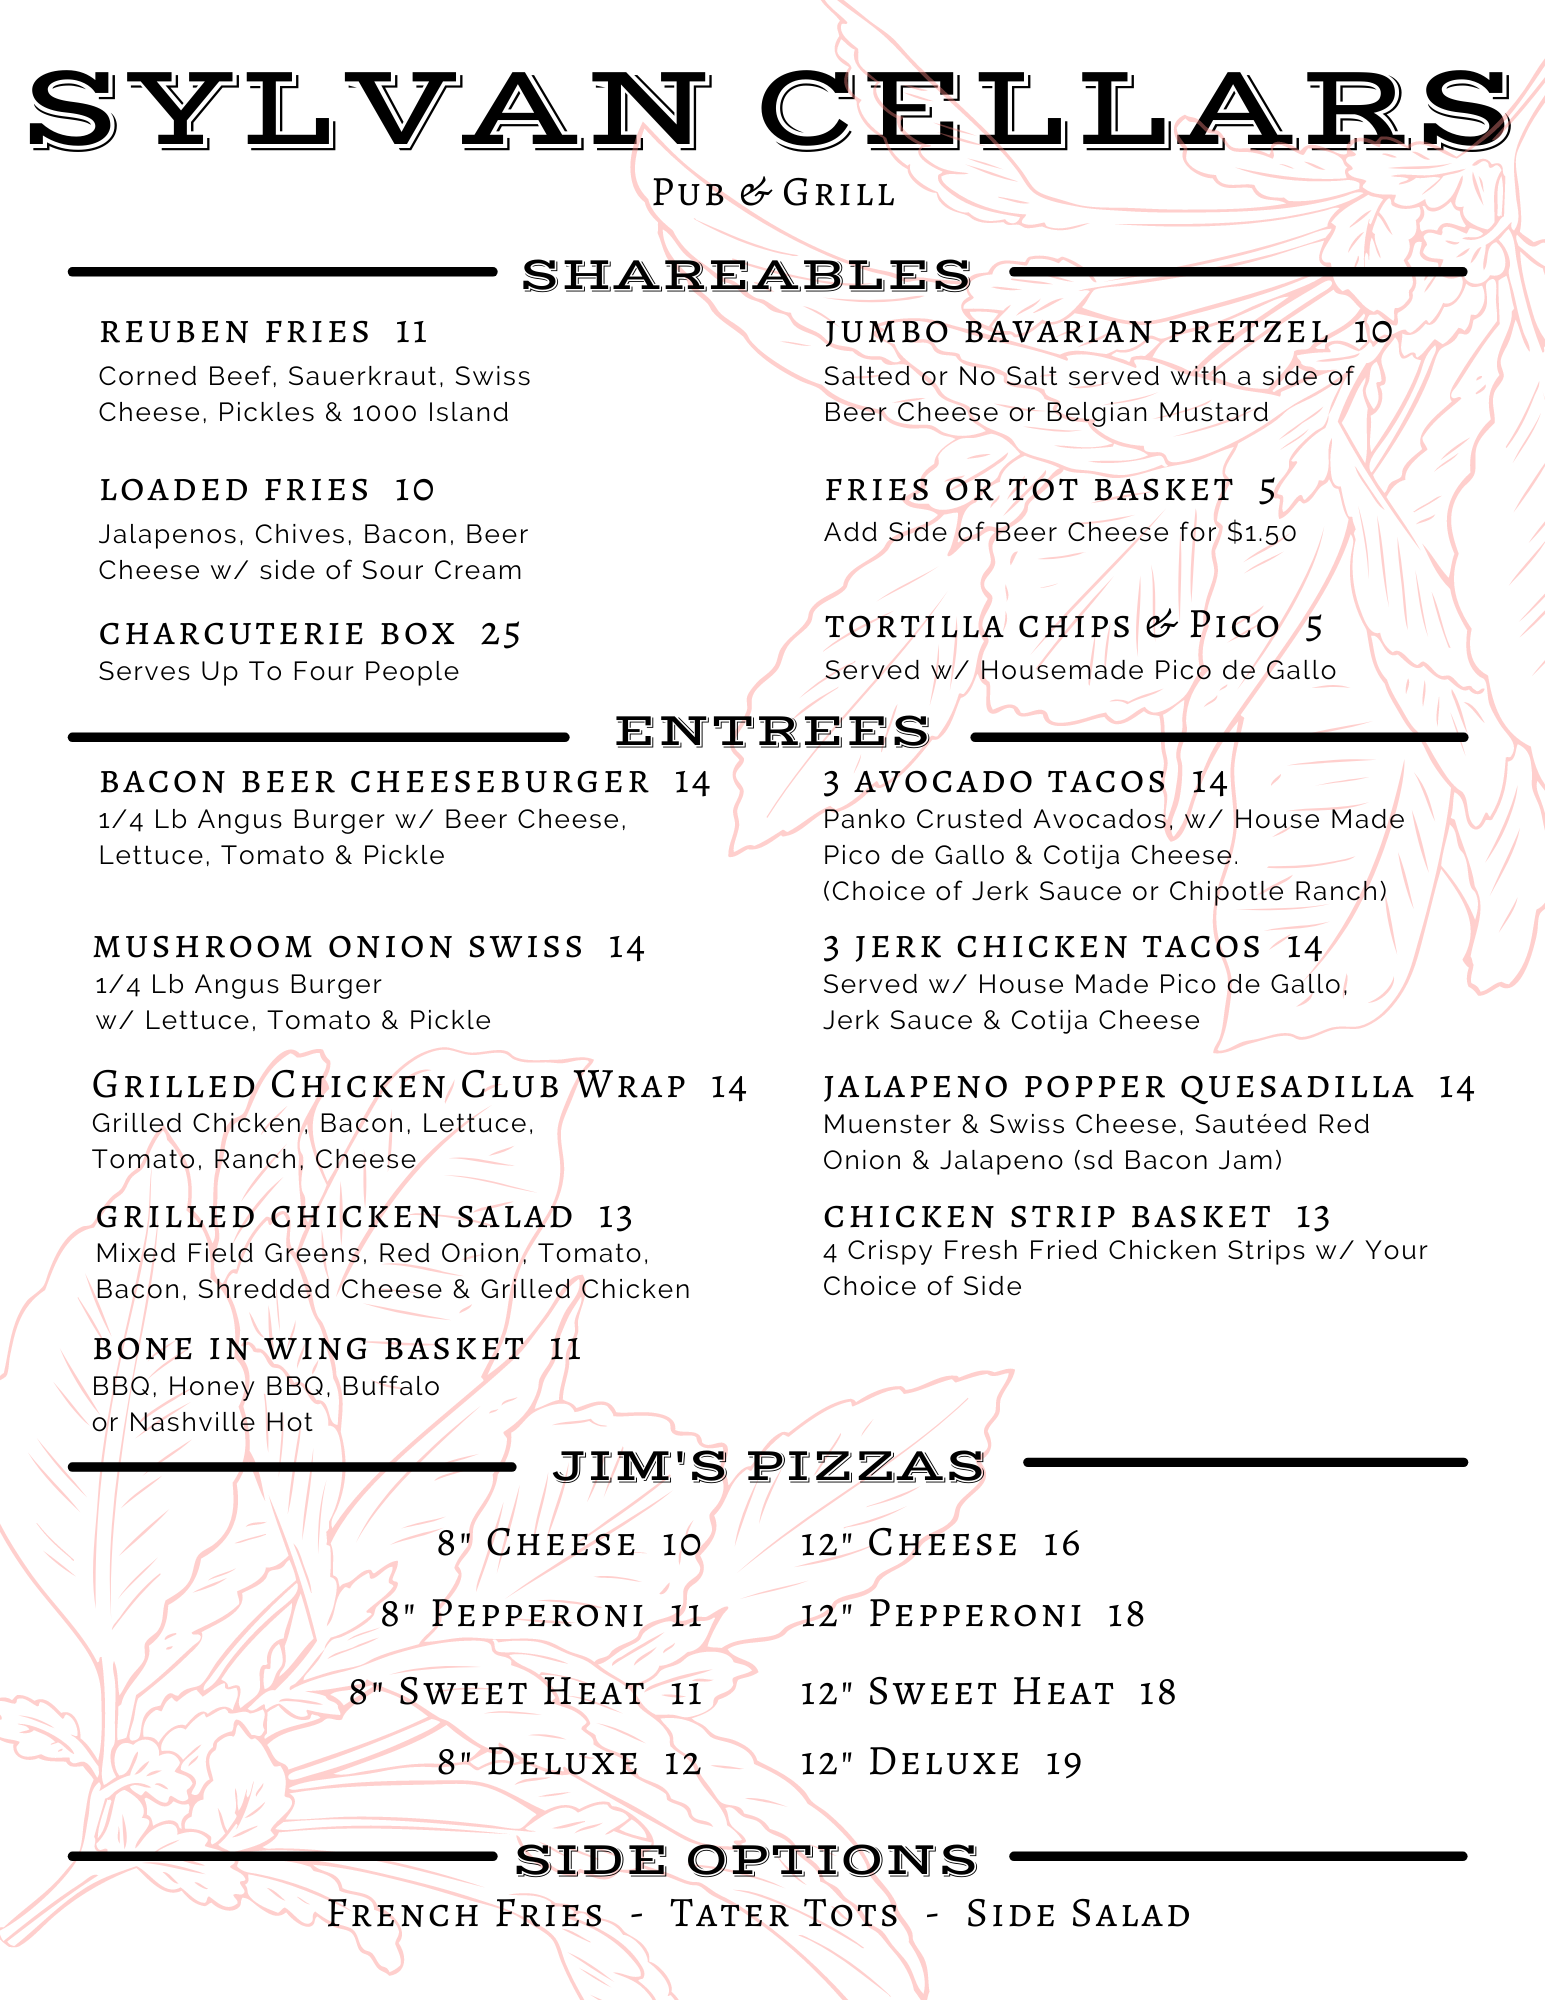 SYLVAN CELLARS
Pub & Grill
SHAREABLES
REUBEN FRIES 11
Corned Beef, Sauerkraut, Swiss
Cheese, Pickles & 1000 Island
LOADED FRIES 10
Jalapenos, Chives, Bacon, Beer
Cheese w/ side of Sour Cream
CHARCUTERIE BOX 25
Serves Up To Four People
JUMBO BAVARIAN PRETZEL 10
Salted or No Salt served with a side of
Beer Cheese or Belgian Mustard
FRIES OR TOT BASKET 5
Add Side of Beer Cheese for $1.50
TORTILLA CHIPS & PICO 5
Served w/ Housemade Pico de Gallo
ENTREES
BACON BEER CHEESEBURGER 14
1/4 Lb Angus Burger w/ Beer Cheese,
Lettuce, Tomato & Pickle
MUSHROOM ONION SWISS 14
1/4 Lb Angus Burger
w/ Lettuce, Tomato & Pickle
Grilled Chicken Club Wrap 14
Grilled Chicken, Bacon, Lettuce,
Tomato, Ranch, Cheese
GRILLED CHICKEN SALAD 13
Mixed Field Greens, Red Onion, Tomato,
Bacon, Shredded Cheese & Grilled Chicken
BONE IN WING BASKET 11
BBQ, Honey BBQ, Buffalo
or Nashville Hot
3 AVOCADO TACOS 14
Panko Crusted Avocados, w/ House Made
Pico de Gallo & Cotija Cheese.
(Choice of Jerk Sauce or Chipotle Ranch)
3 JERK CHICKEN TACOS 14
Served w/ House Made Pico de Gallo,
Jerk Sauce & Cotija Cheese
JALAPENO POPPER QUESADILLA 14
Muenster & Swiss Cheese, Sautéed Red
Onion & Jalapeno (sd Bacon Jam)
CHICKEN STRIP BASKET 13
4 Crispy Fresh Fried Chicken Strips w/ Your
Choice of Side
JIM'S PIZZAS
8" Cheese 10
8" Pepperoni 11
8" Sweet Heat 11
8" Deluxe 12
12" Cheese 16
12" Pepperoni 18
12" Sweet Heat 18
12" Deluxe 19
SIDE OPTIONS
French Fries - Tater Tots - Side Salad